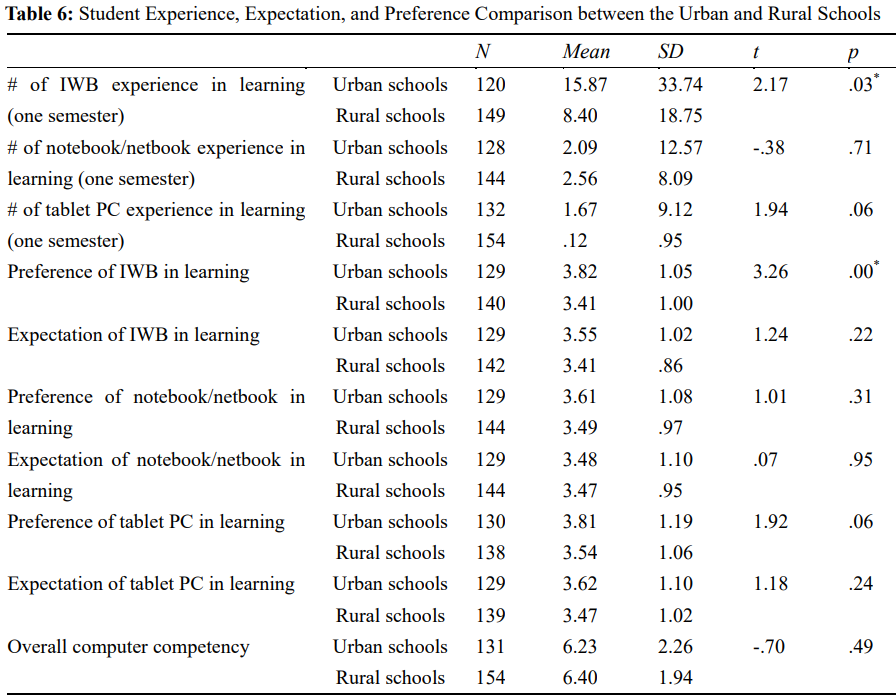 Table 6: Student Experience, Expectation, and Preference Comparison between the Urban and Rural Schools
N Mean SD t p
# of IWB experience in learning Urban schools 120 15.87 33.74 2.17 .03*
(one semester) Rural schools 149 8.40 18.75
# of notebook/netbook experience in Urban schools 128 2.09 12.57 -.38 .71
learning (one semester) Rural schools 144 2.56 8.09
# of tablet PC experience in learning Urban schools 132 1.67 9.12 1.94 .06
(one semester) Rural schools 154 .12 .95
Preference of IWB in learning Urban schools 129 3.82 1.05 3.26 .00*
Rural schools 140 3.41 1.00
Expectation of IWB in learning Urban schools 129 3.55 1.02 1.24 .22
Rural schools 142 3.41 .86
Preference of notebook/netbook in Urban schools 129 3.61 1.08 1.01 .31
learning Rural schools 144 3.49 .97
Expectation of notebook/netbook in Urban schools 129 3.48 1.10 .07 .95
learning Rural schools 144 3.47 .95
Preference of tablet PC in learning Urban schools 130 3.81 1.19 1.92 .06
Rural schools 138 3.54 1.06
Expectation of tablet PC in learning Urban schools 129 3.62 1.10 1.18 .24
Rural schools 139 3.47 1.02
Overall computer competency Urban schools 131 6.23 2.26 -.70 .49
Rural schools 154 6.40 1.94